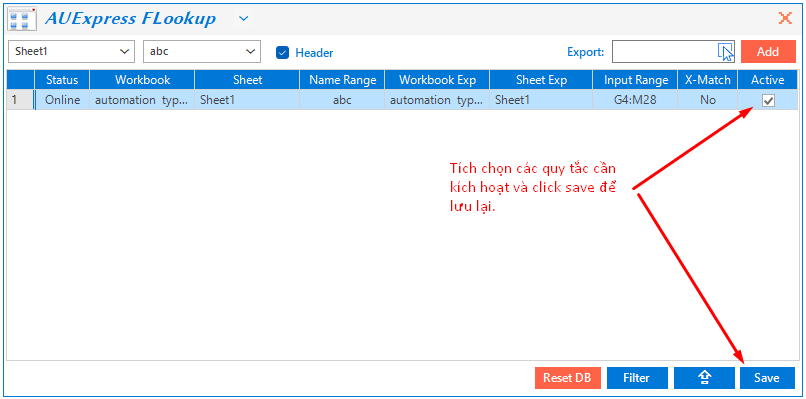 AUExpress FLookup
Sheet1 abc Header Export: Add
Status Workbook Sheet Name Range Workbook Exp Sheet Exp Input Range X-Match Active
1 Online automation typ... Sheet1 abc automation typ... Sheet1 G4:M28 No
Tích chọn các quy tắc cần
kích hoạt và click save để
lưu lại.
Reset DB Filter Save